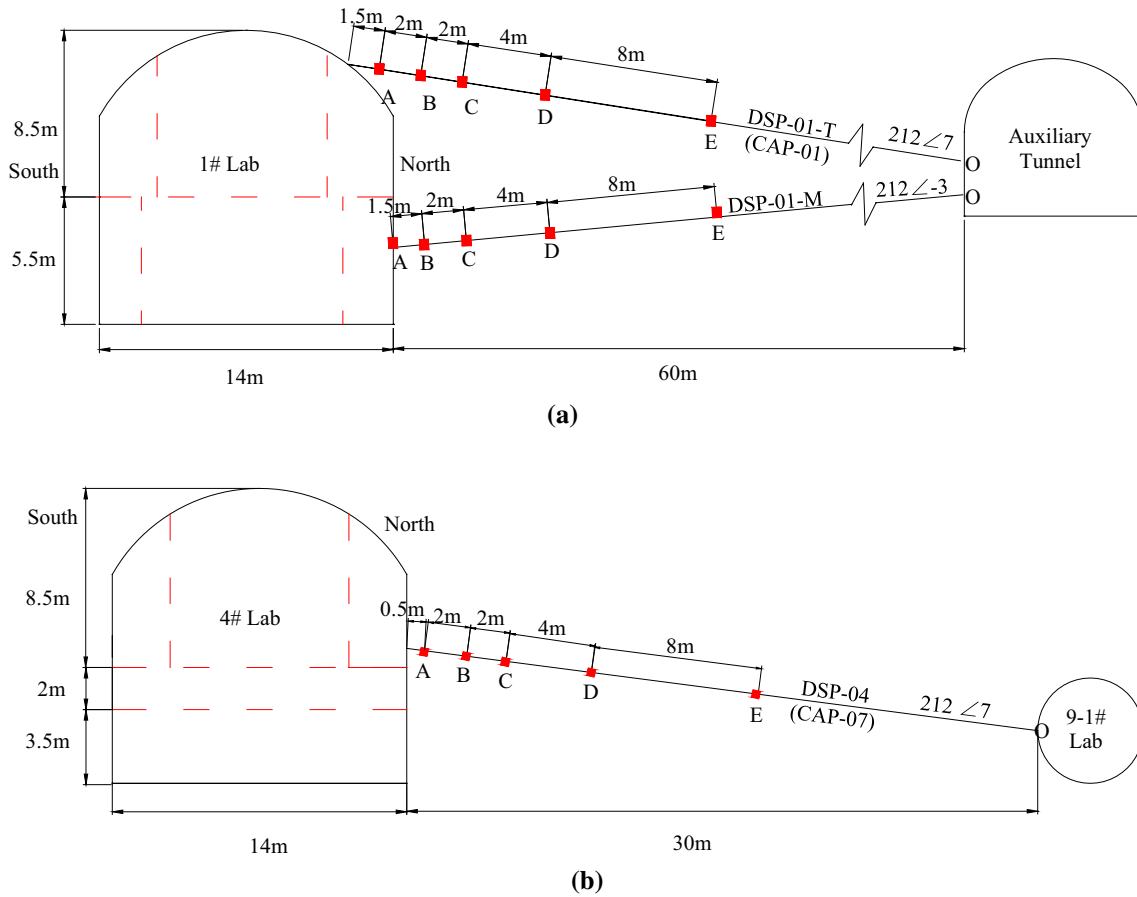 1.5m 2m 2m 4m 8m
A B C D E
DSP-01-T
(CAP-01)
212 ∠7
O
Auxiliary
Tunnel
8.5m
South
1# Lab
North
1.5m 2m 4m 8m
A B C D E
DSP-01-M
212 ∠-3
O
5.5m
14m
60m
(a)
South
North
8.5m
4# Lab
0.5m 2m 2m 4m 8m
A B C D E
DSP-04
(CAP-07)
212 ∠7
O
9-1#
Lab
2m
3.5m
14m
30m
(b)